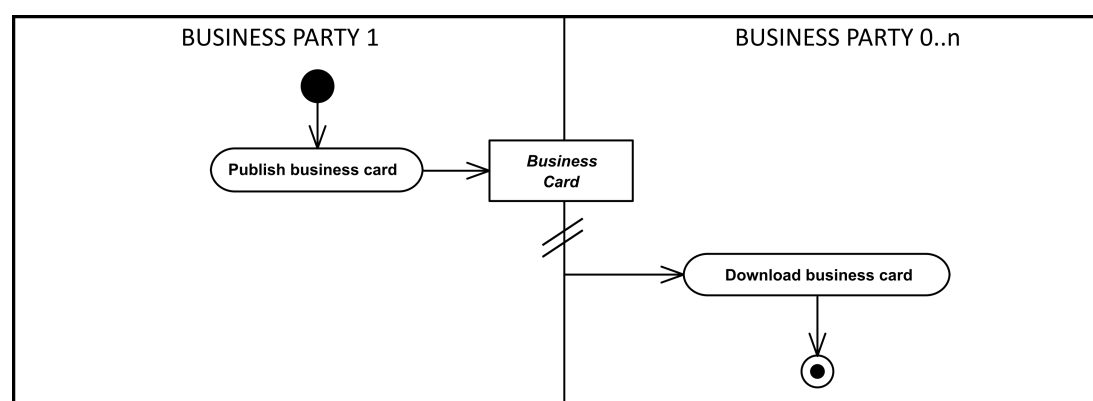 BUSINESS PARTY 1
BUSINESS PARTY 0..n
Publish business card
Business
Card
Download business card